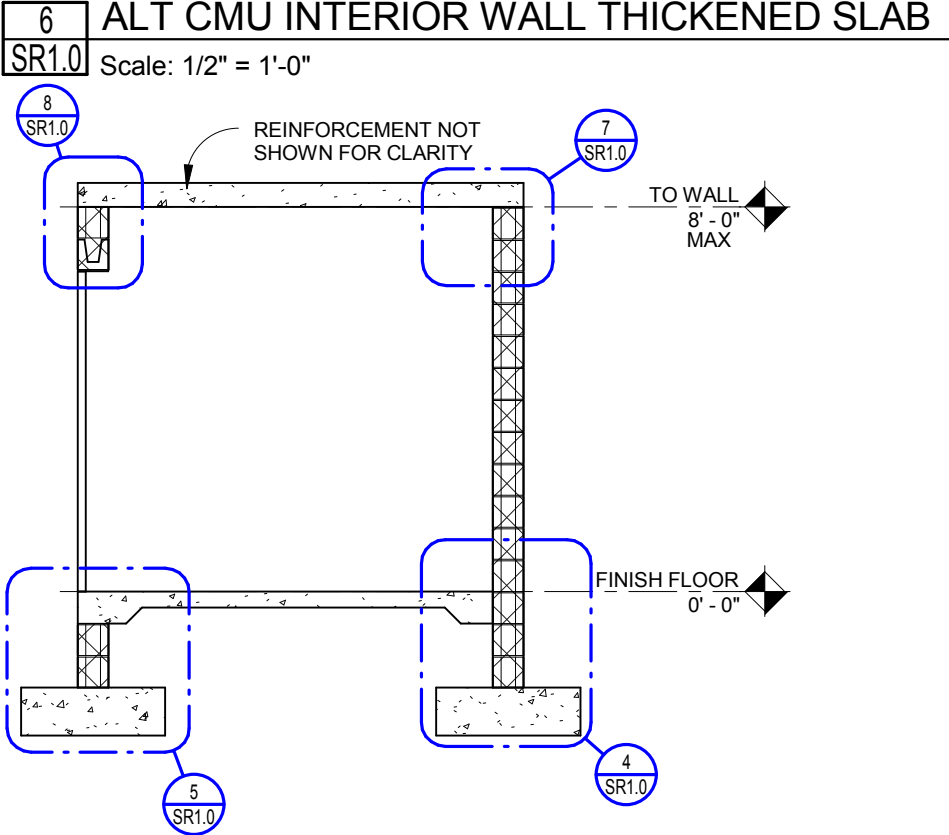 6
SR1.0
ALT CMU INTERIOR WALL THICKENED SLAB
Scale: 1/2" = 1'-0"
8
SR1.0
REINFORCEMENT NOT
SHOWN FOR CLARITY
7
SR1.0
TO WALL
8' - 0"
MAX
FINISH FLOOR
0' - 0"
5
SR1.0
4
SR1.0